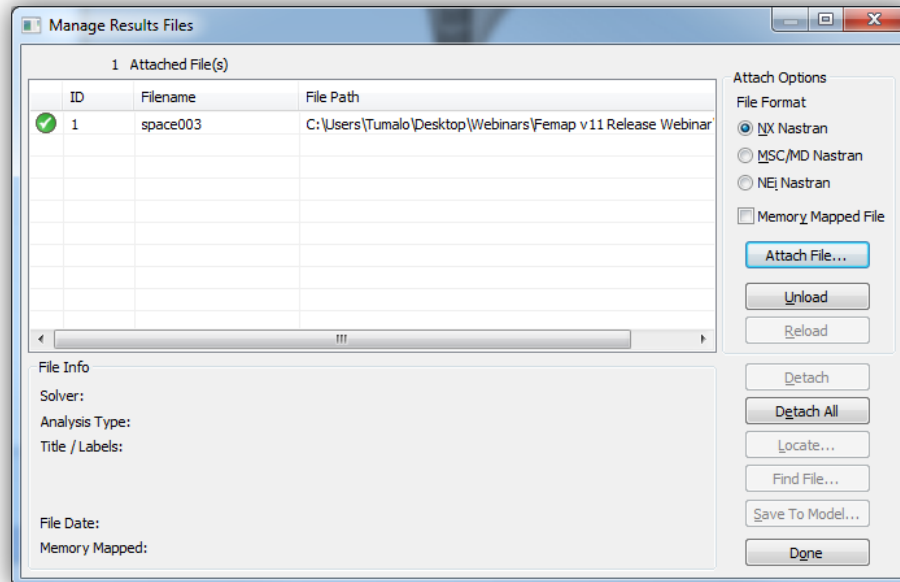 Manage Results Files
1 Attached File(s)
ID Filename File Path
1 space003 C:\Users\Tumalo\Desktop\Webinars\Femap v11 Release Webinar
Attach Options
File Format
NX Nastran
MSC/MD Nastran
NEi Nastran
Memory Mapped File
Attach File...
Unload
Reload
File Info
Solver:
Analysis Type:
Title / Labels:
File Date:
Memory Mapped:
Detach
Detach All
Locate...
Find File...
Save To Model...
Done